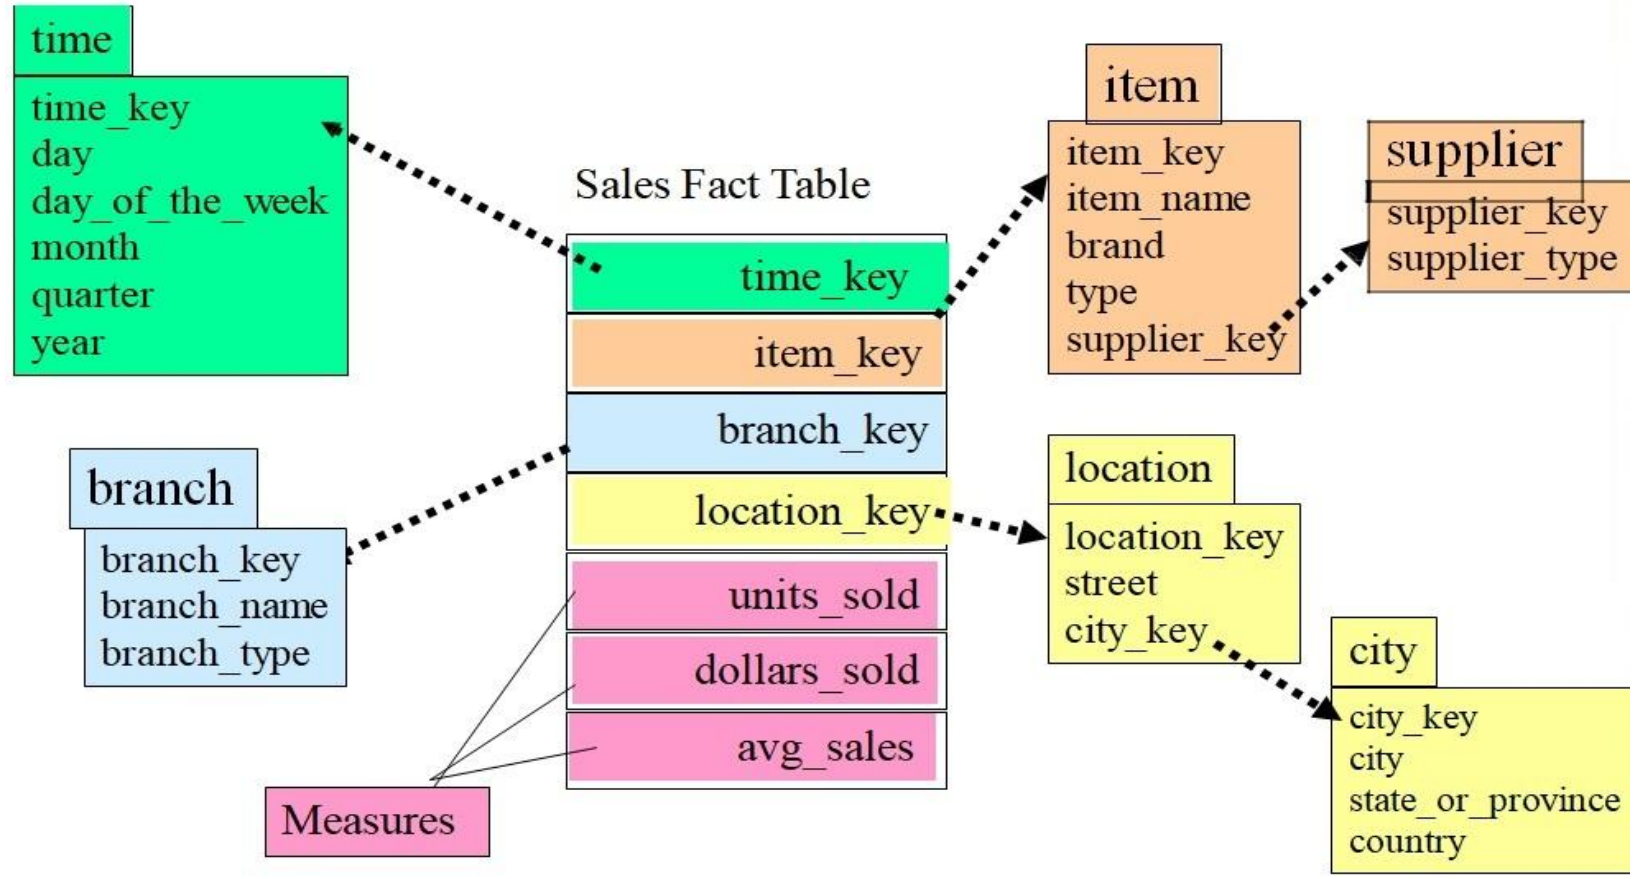 time
time_key
day
day_of_the_week
month
quarter
year
Sales Fact Table
time_key
item_key
branch_key
location_key
units_sold
dollars_sold
avg_sales
Measures
branch
branch_key
branch_name
branch_type
item
item_key
item_name
brand
type
supplier_key
supplier
supplier_key
supplier_type
location
location_key
street
city_key
city
city_key
city
state_or_province
country